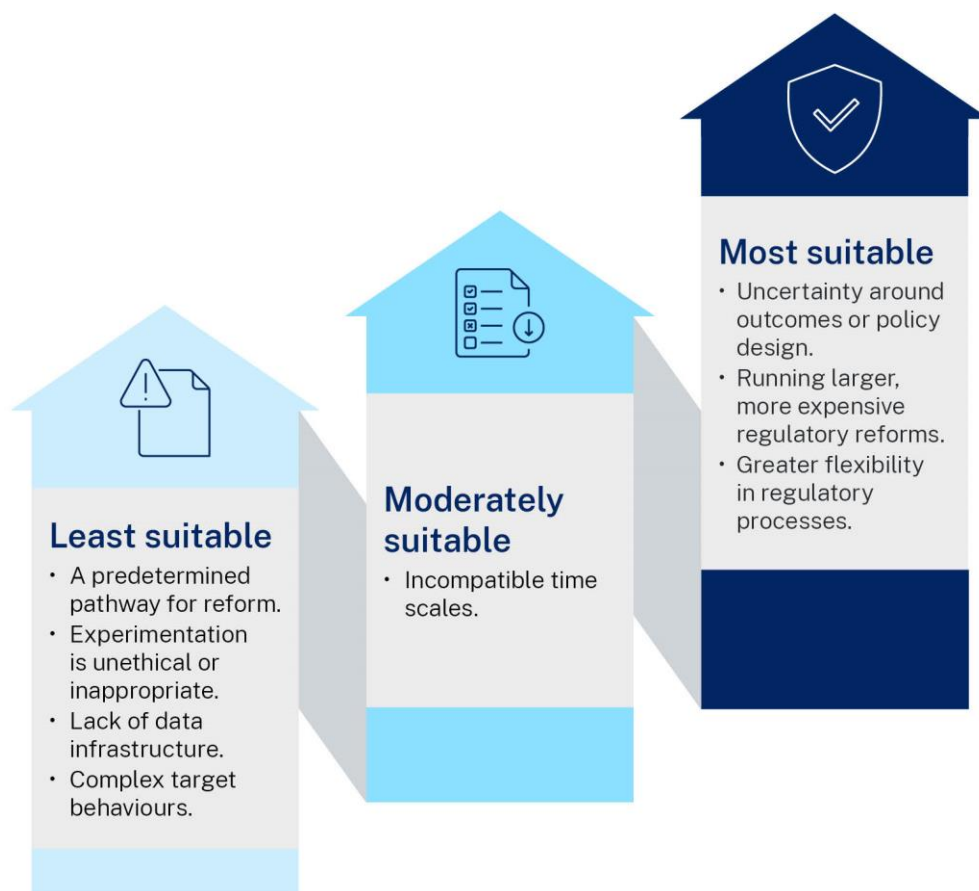 Least suitable
• A predetermined
pathway for reform.
• Experimentation
is unethical or
inappropriate.
• Lack of data
infrastructure.
• Complex target
behaviours.
Moderately
suitable
• Incompatible time
scales.
Most suitable
• Uncertainty around
outcomes or policy
design.
• Running larger,
more expensive
regulatory reforms.
• Greater flexibility
in regulatory
processes.